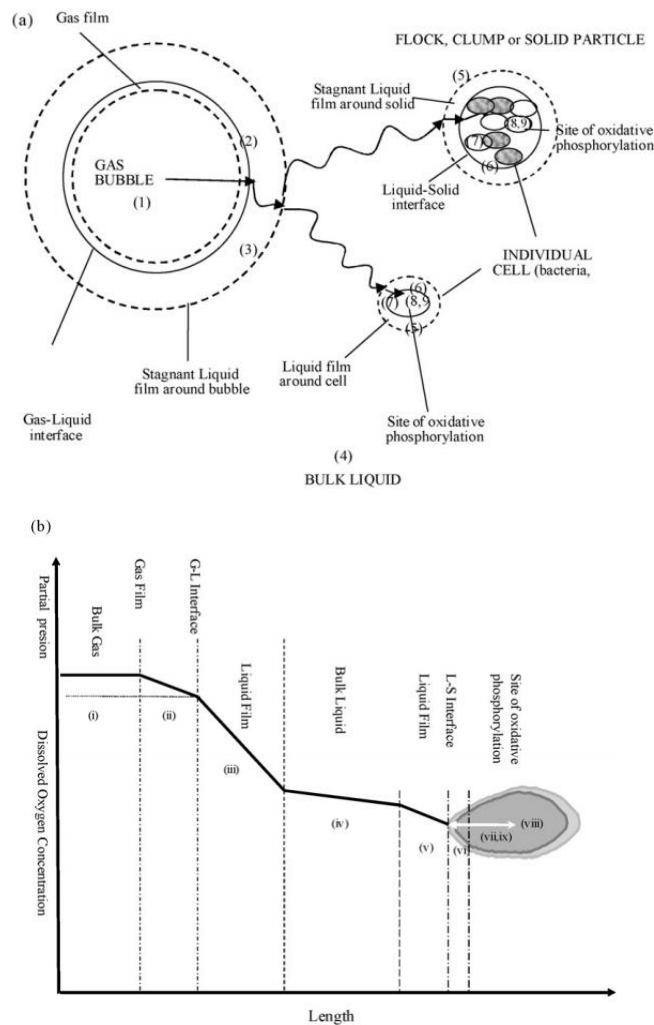 (a)
Gas film
FLOCK, CLUMP or SOLID PARTICLE
(5)
Stagnant Liquid
film around solid
(2)
(8,9)
Site of oxidative
phosphorylation
(7)
(6)
GAS
BUBBLE
(1)
Liquid-Solid
interface
(3)
INDIVIDUAL
CELL (bacteria,
(6)
(7)
(8,9)
(5)
Stagnant Liquid
film around bubble
Liquid film
around cell
Gas-Liquid
interface
Site of oxidative
phosphorylation
(4)
BULK LIQUID
(b)
Partial presion
Dissolved Oxygen Concentration
Bulk Gas
Gas Film
G-L Interface
Liquid Film
Bulk Liquid
Liquid Film
L-S Interface
Site of oxidative
phosphorylation
(i)
(ii)
(iii)
(iv)
(v)
(vi)
(vii,ix)
(viii)
Length